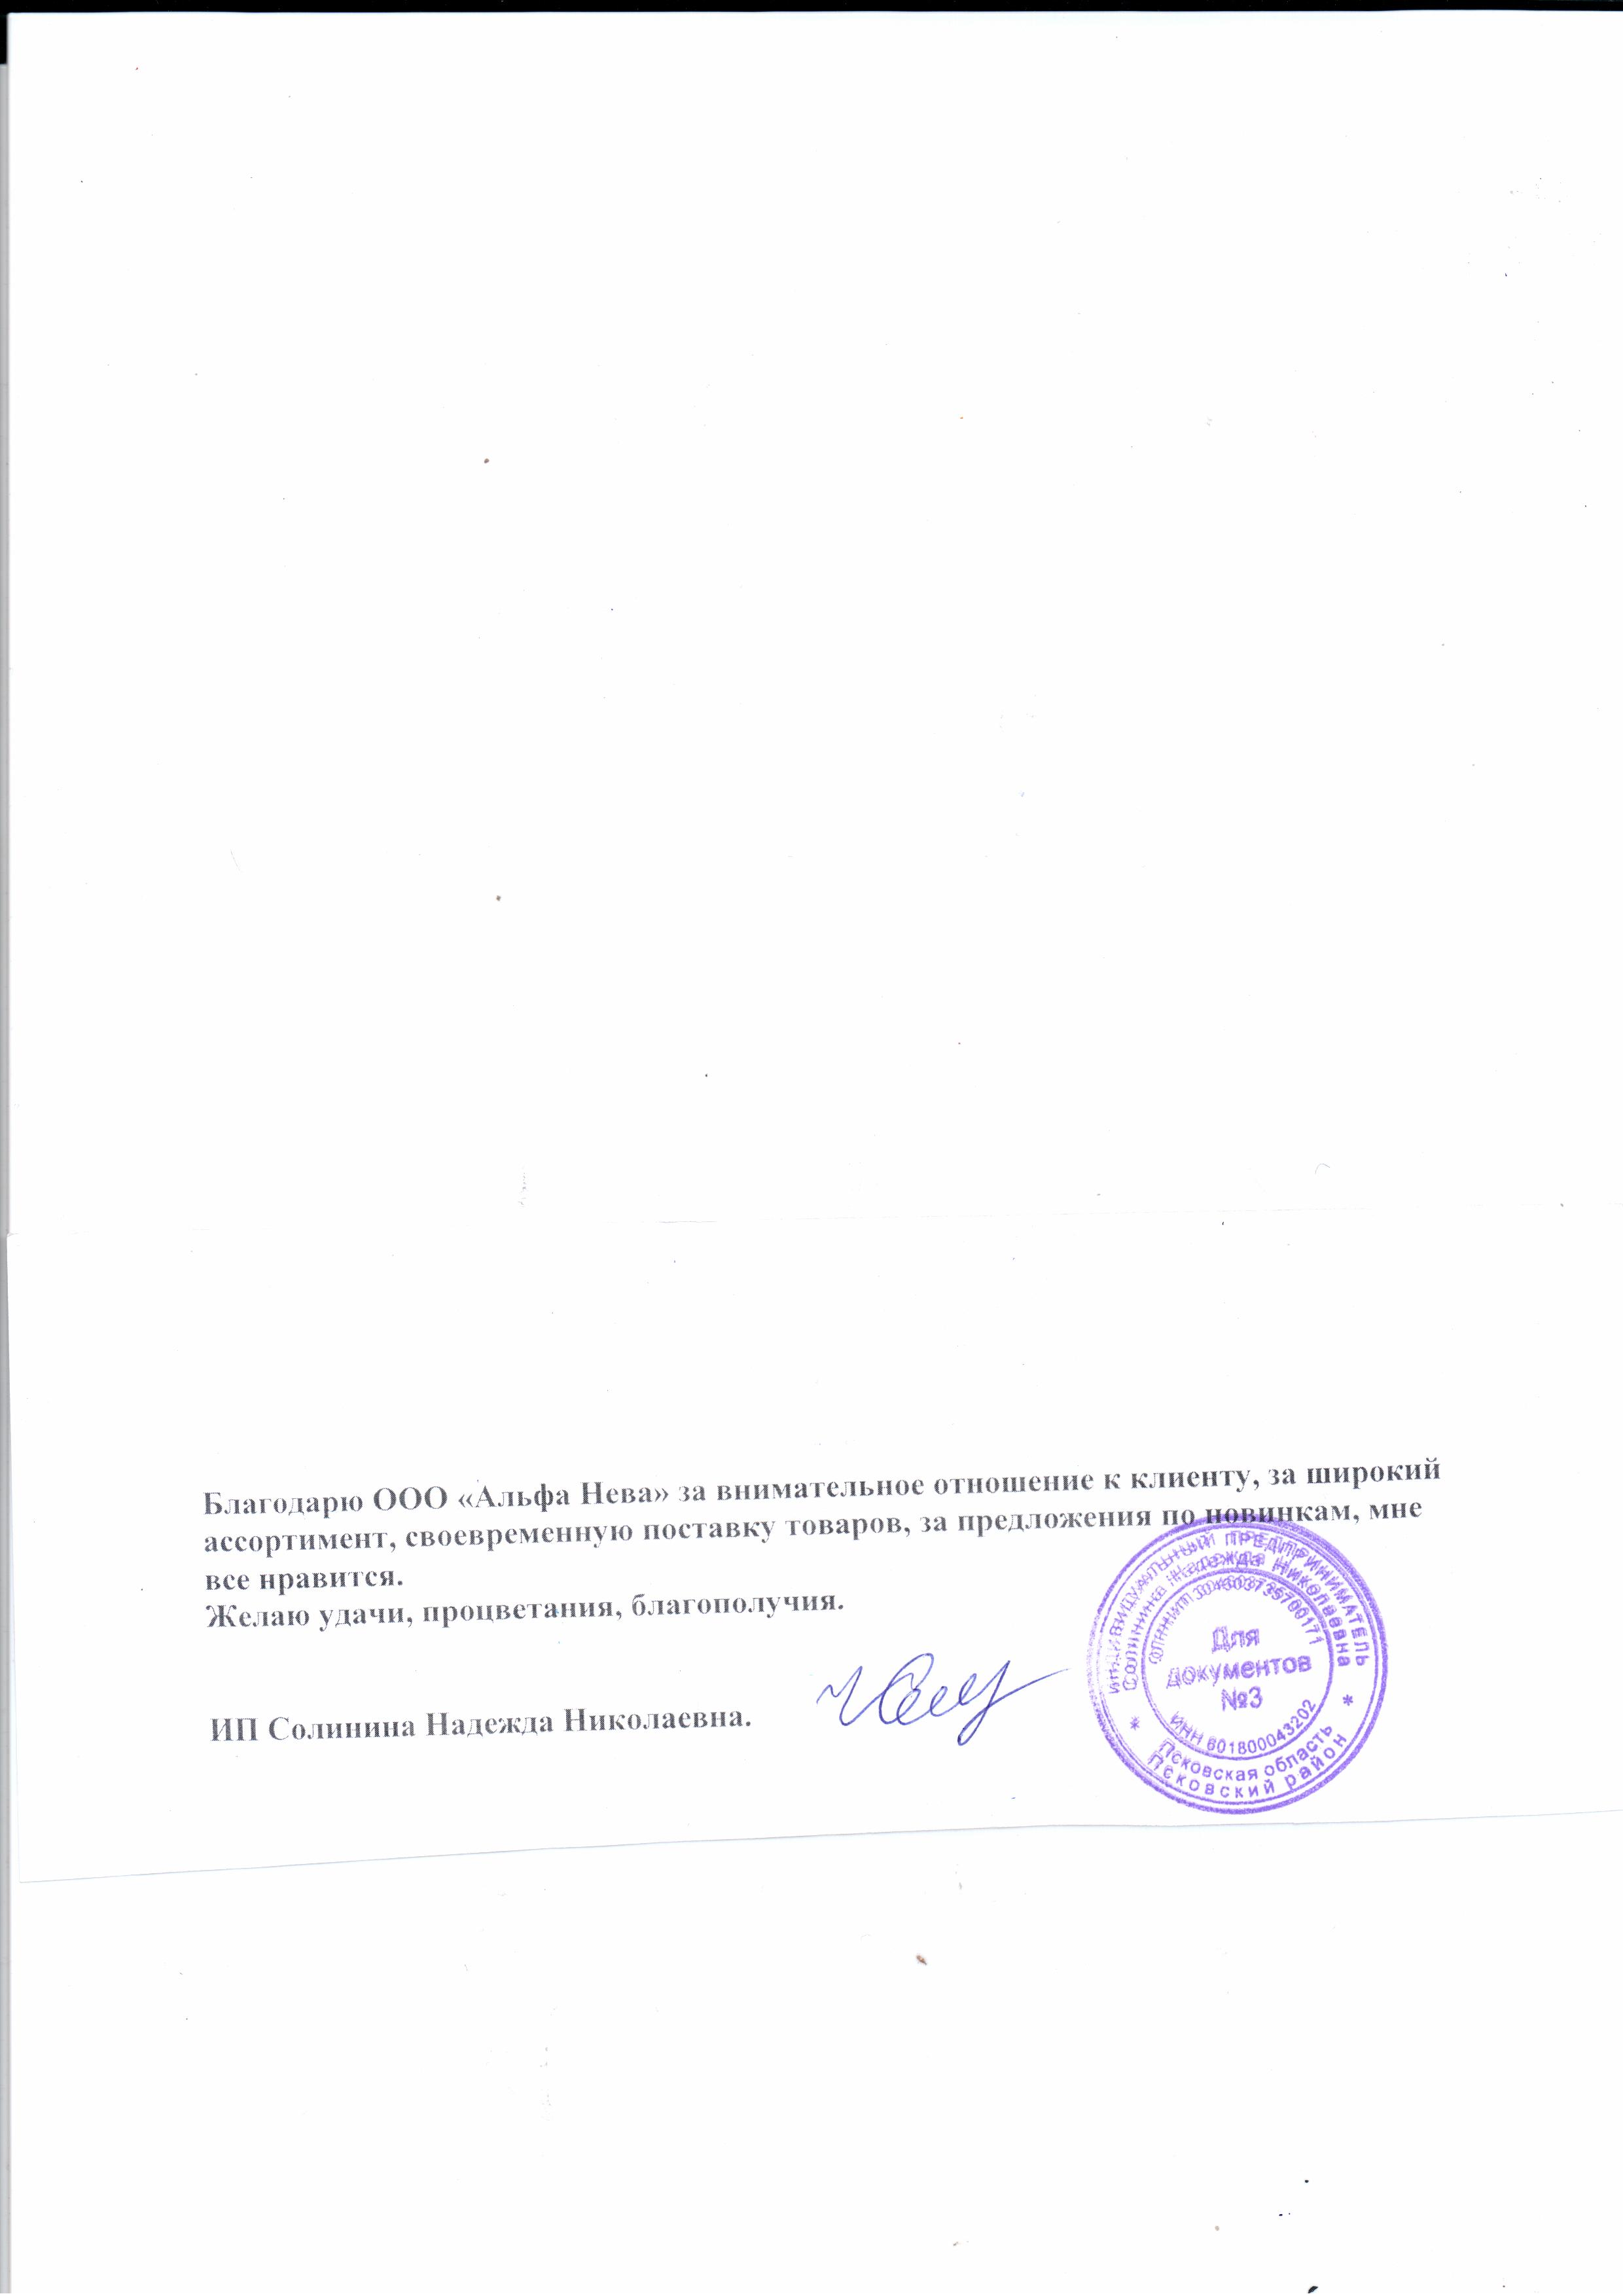 Благодарю ООО «Альфа Нева» за внимательное отношение к клиенту, за широкий
ассортимент, своевременную поставку товаров, за предложения по новинкам, мне
все нравится.
Желаю удачи, процветания, благополучия.
ИП Солинина Надежда Николаевна.
ИНДИВИДУАЛЬНЫЙ ПРЕДПРИНИМАТЕЛЬ
Солинина Надежда Николаевна
Для
документов
№3
ИНН 601800043202
Псковская область
* Псковский район *